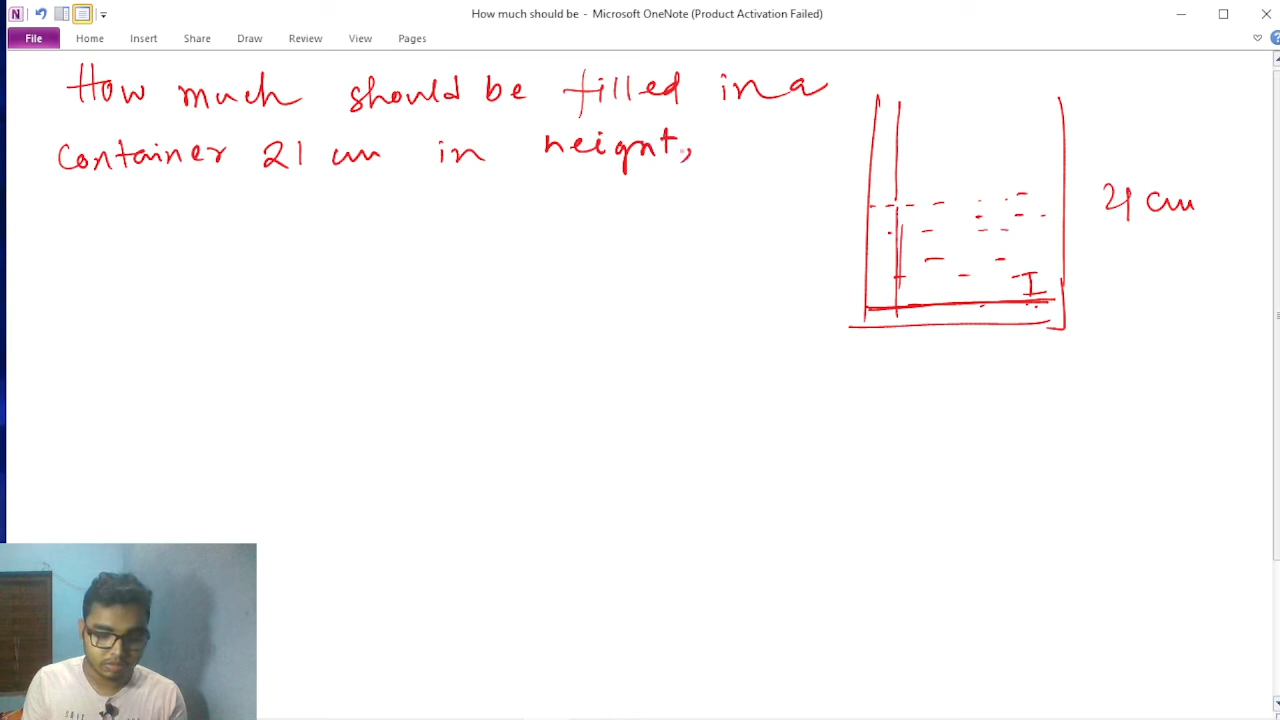 How much should be - Microsoft OneNote (Product Activation Failed)
File Home Insert Share Draw Review View Pages
How much should be filled in a
container 21 cm in height,
21 cm
I